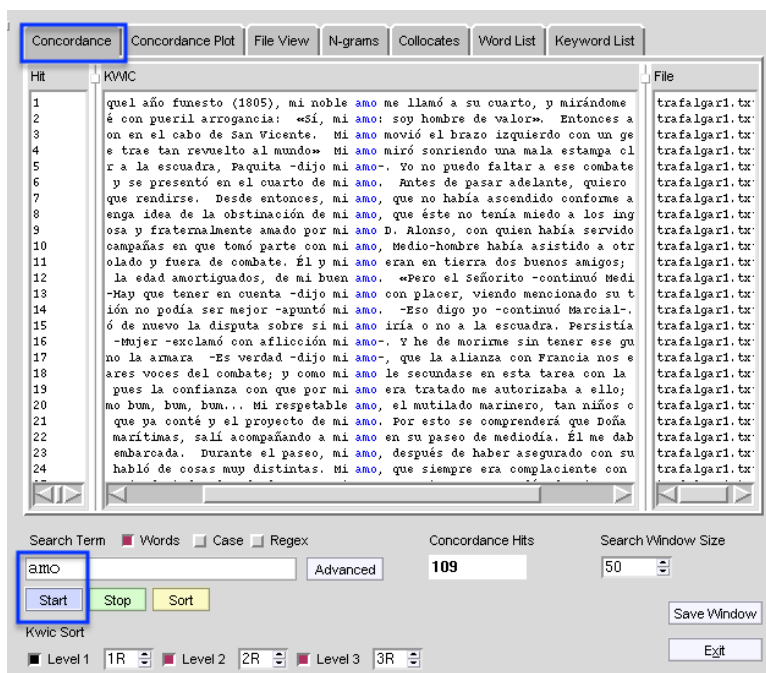 Concordance Concordance Plot File View N-grams Collocates Word List Keyword List
Hit KWIC File
1 quel año funesto (1805), mi noble amo me llamó a su cuarto, y mirándome trafalgar1.tx
2 é con pueril arrogancia: «Sí, mi amo: soy hombre de valor». Entonces a trafalgar1.tx
3 on en el cabo de San Vicente. Mi amo movió el brazo izquierdo con un ge trafalgar1.tx
4 e trae tan revuelto al mundo» Mi amo miró sonriendo una mala estampa cl trafalgar1.tx
5 r a la escuadra, Paquita -dijo mi amo-. Yo no puedo faltar a ese combate trafalgar1.tx
6 y se presentó en el cuarto de mi amo. Antes de pasar adelante, quiero trafalgar1.tx
7 que rendirse. Desde entonces, mi amo, que no había ascendido conforme a trafalgar1.tx
8 enga idea de la obstinación de mi amo, que éste no tenía miedo a los ing trafalgar1.tx
9 osa y fraternalmente amado por mi amo D. Alonso, con quien había servido trafalgar1.tx
10 campañas en que tomó parte con mi amo, Medio-hombre había asistido a otr trafalgar1.tx
11 olado y fuera de combate. Él y mi amo eran en tierra dos buenos amigos; trafalgar1.tx
12 la edad amortiguados, de mi buen amo. «Pero el Señorito -continuó Medi trafalgar1.tx
13 -Hay que tener en cuenta -dijo mi amo con placer, viendo mencionado su t trafalgar1.tx
14 ión no podía ser mejor -apuntó mi amo. -Eso digo yo -continuó Marcial-. trafalgar1.tx
15 ó de nuevo la disputa sobre si mi amo iría o no a la escuadra. Persistía trafalgar1.tx
16 -Mujer -exclamó con aflicción mi amo-. Y he de morirme sin tener ese gu trafalgar1.tx
17 no la armara -Es verdad -dijo mi amo-, que la alianza con Francia nos e trafalgar1.tx
18 ares voces del combate; y como mi amo le secundase en esta tarea con la trafalgar1.tx
19 pues la confianza con que por mi amo era tratado me autorizaba a ello; trafalgar1.tx
20 mo bum, bum, bum... Mi respetable amo, el mutilado marinero, tan niños c trafalgar1.tx
21 que ya conté y el proyecto de mi amo. Por esto se comprenderá que Doña trafalgar1.tx
22 marítimas, salí acompañando a mi amo en su paseo de mediodía. Él me dab trafalgar1.tx
23 embarcada. Durante el paseo, mi amo, después de haber asegurado con su trafalgar1.tx
24 habló de cosas muy distintas. Mi amo, que siempre era complaciente con trafalgar1.tx
Search Term Words Case Regex Concordance Hits Search Window Size
amo Advanced 109 50
Start Stop Sort
Save Window
Kwic Sort
Exit
Level 1 1R Level 2 2R Level 3 3R